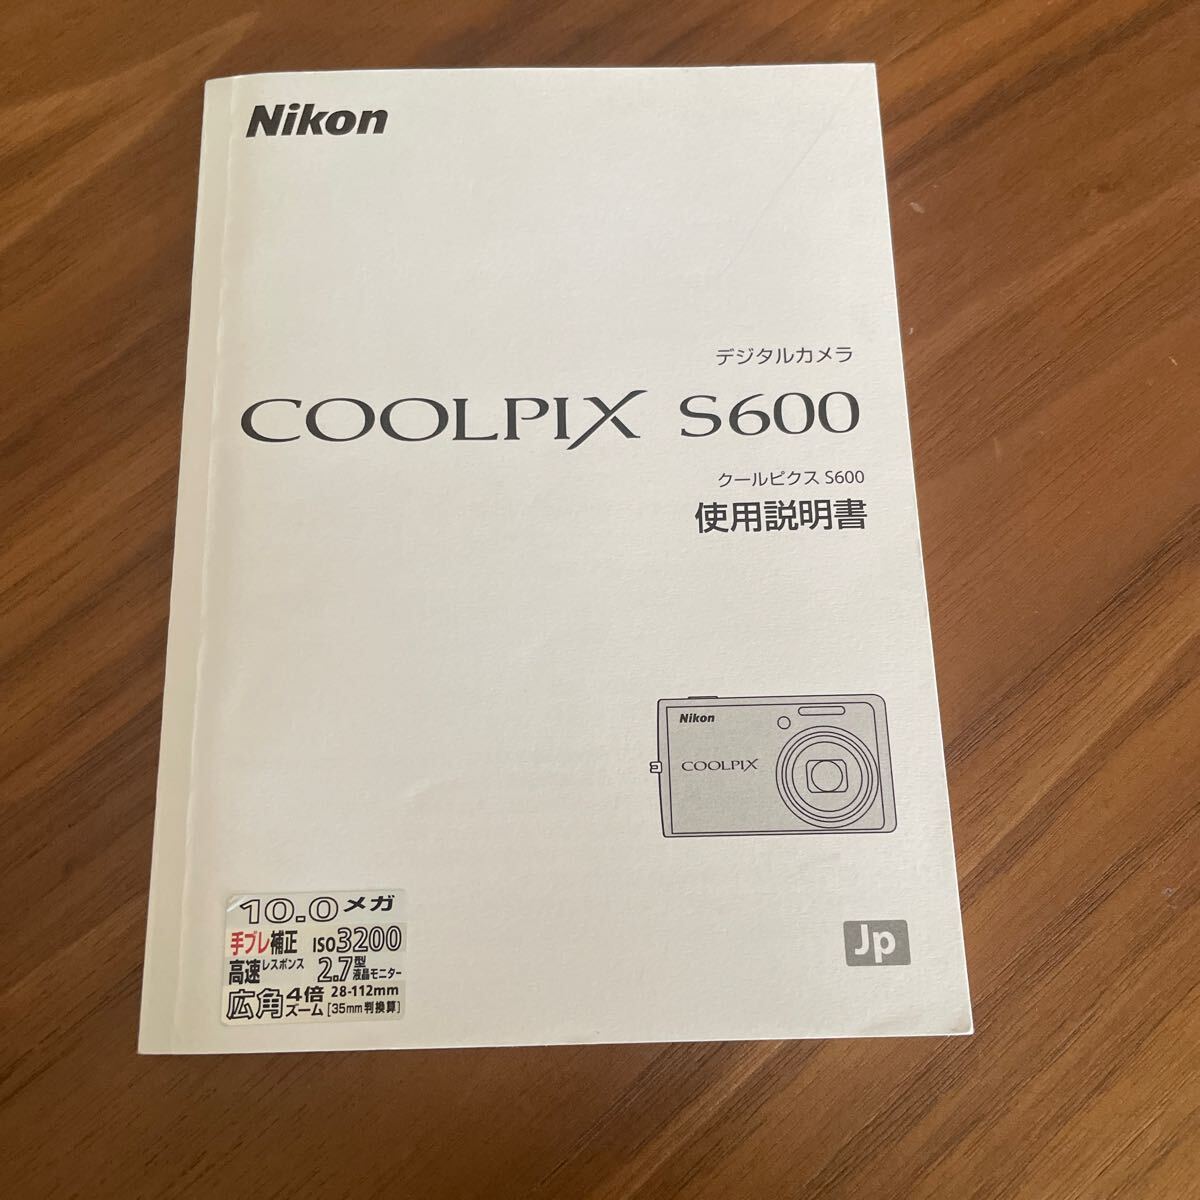 Nikon
デジタルカメラ
COOLPIX S600
クールピクス S600
使用説明書
Nikon
COOLPIX
10.0メガ
手ブレ補正 ISO3200
高速レスポンス 2.7型液晶モニター
広角4倍ズーム 28-112mm [35mm判換算]
Jp